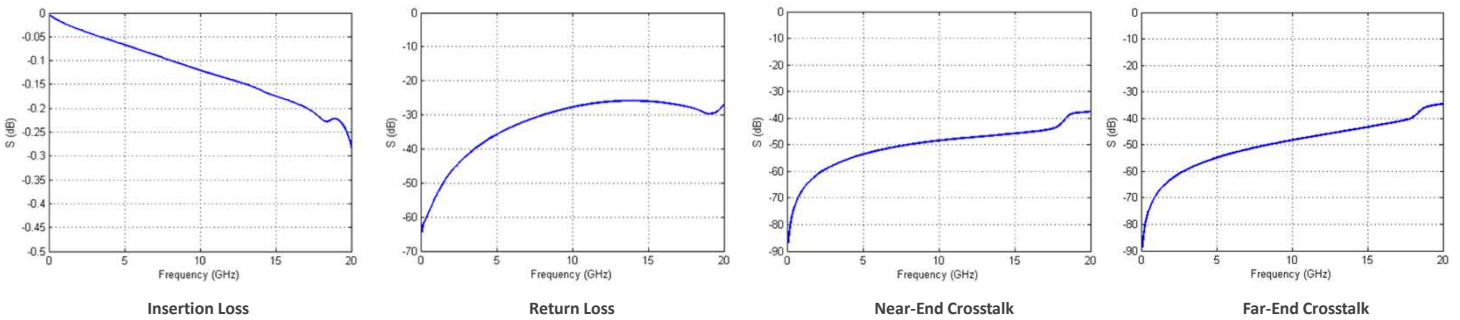 0
-0.05
-0.1
-0.15
-0.2
-0.25
-0.3
-0.35
-0.4
-0.45
-0.5
S (dB)
0 5 10 15 20
Frequency (GHz)
Insertion Loss
0
-10
-20
-30
-40
-50
-60
-70
S (dB)
0 5 10 15 20
Frequency (GHz)
Return Loss
0
-10
-20
-30
-40
-50
-60
-70
-80
-90
S (dB)
0 5 10 15 20
Frequency (GHz)
Near-End Crosstalk
0
-10
-20
-30
-40
-50
-60
-70
-80
-90
S (dB)
0 5 10 15 20
Frequency (GHz)
Far-End Crosstalk